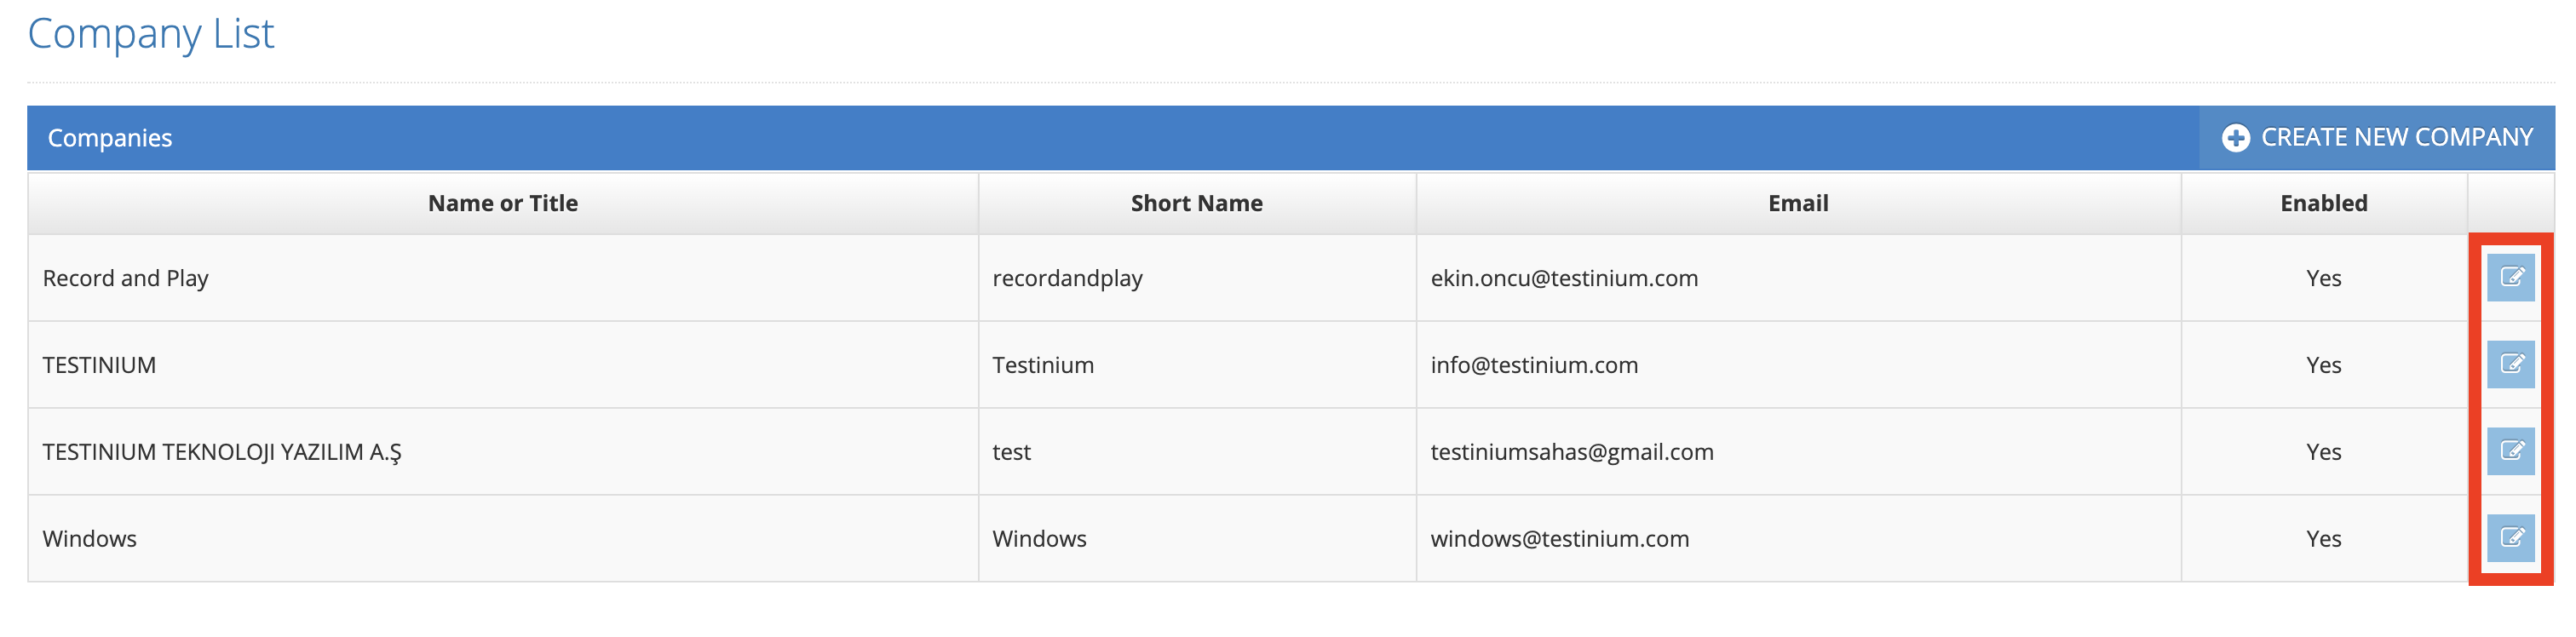 Company List
Companies CREATE NEW COMPANY
Name or Title Short Name Email Enabled
Record and Play recordandplay ekin.oncu@testinium.com Yes
TESTINIUM Testinium info@testinium.com Yes
TESTINIUM TEKNOLOJI YAZILIM A.Ş test testiniumsahas@gmail.com Yes
Windows Windows windows@testinium.com Yes